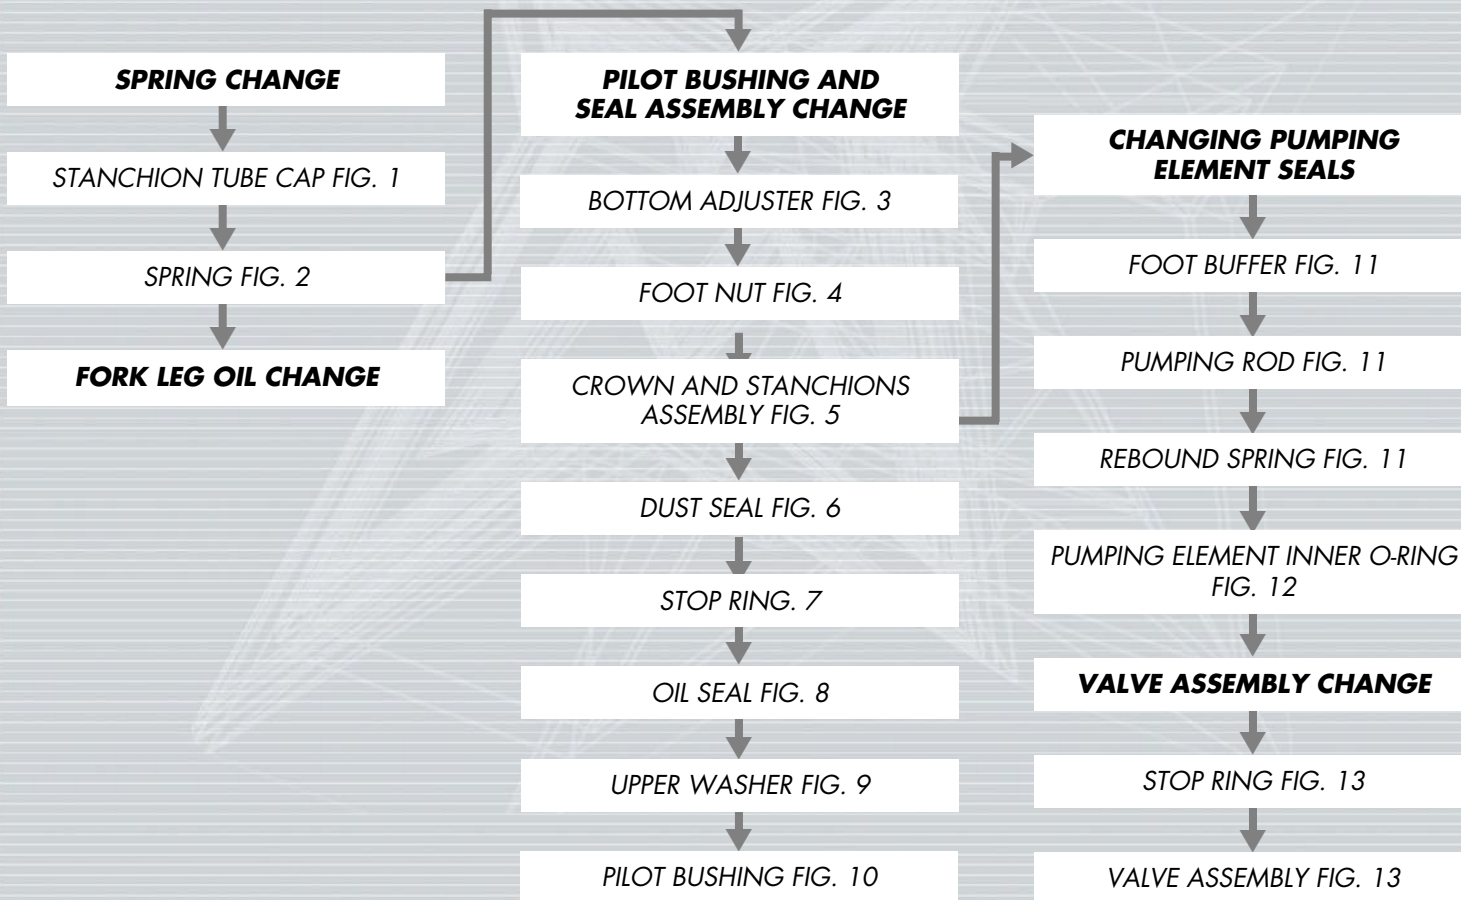 SPRING CHANGE
STANCHION TUBE CAP FIG. 1
SPRING FIG. 2
FORK LEG OIL CHANGE
PILOT BUSHING AND
SEAL ASSEMBLY CHANGE
BOTTOM ADJUSTER FIG. 3
FOOT NUT FIG. 4
CROWN AND STANCHIONS
ASSEMBLY FIG. 5
DUST SEAL FIG. 6
STOP RING. 7
OIL SEAL FIG. 8
UPPER WASHER FIG. 9
PILOT BUSHING FIG. 10
CHANGING PUMPING
ELEMENT SEALS
FOOT BUFFER FIG. 11
PUMPING ROD FIG. 11
REBOUND SPRING FIG. 11
PUMPING ELEMENT INNER O-RING
FIG. 12
VALVE ASSEMBLY CHANGE
STOP RING FIG. 13
VALVE ASSEMBLY FIG. 13